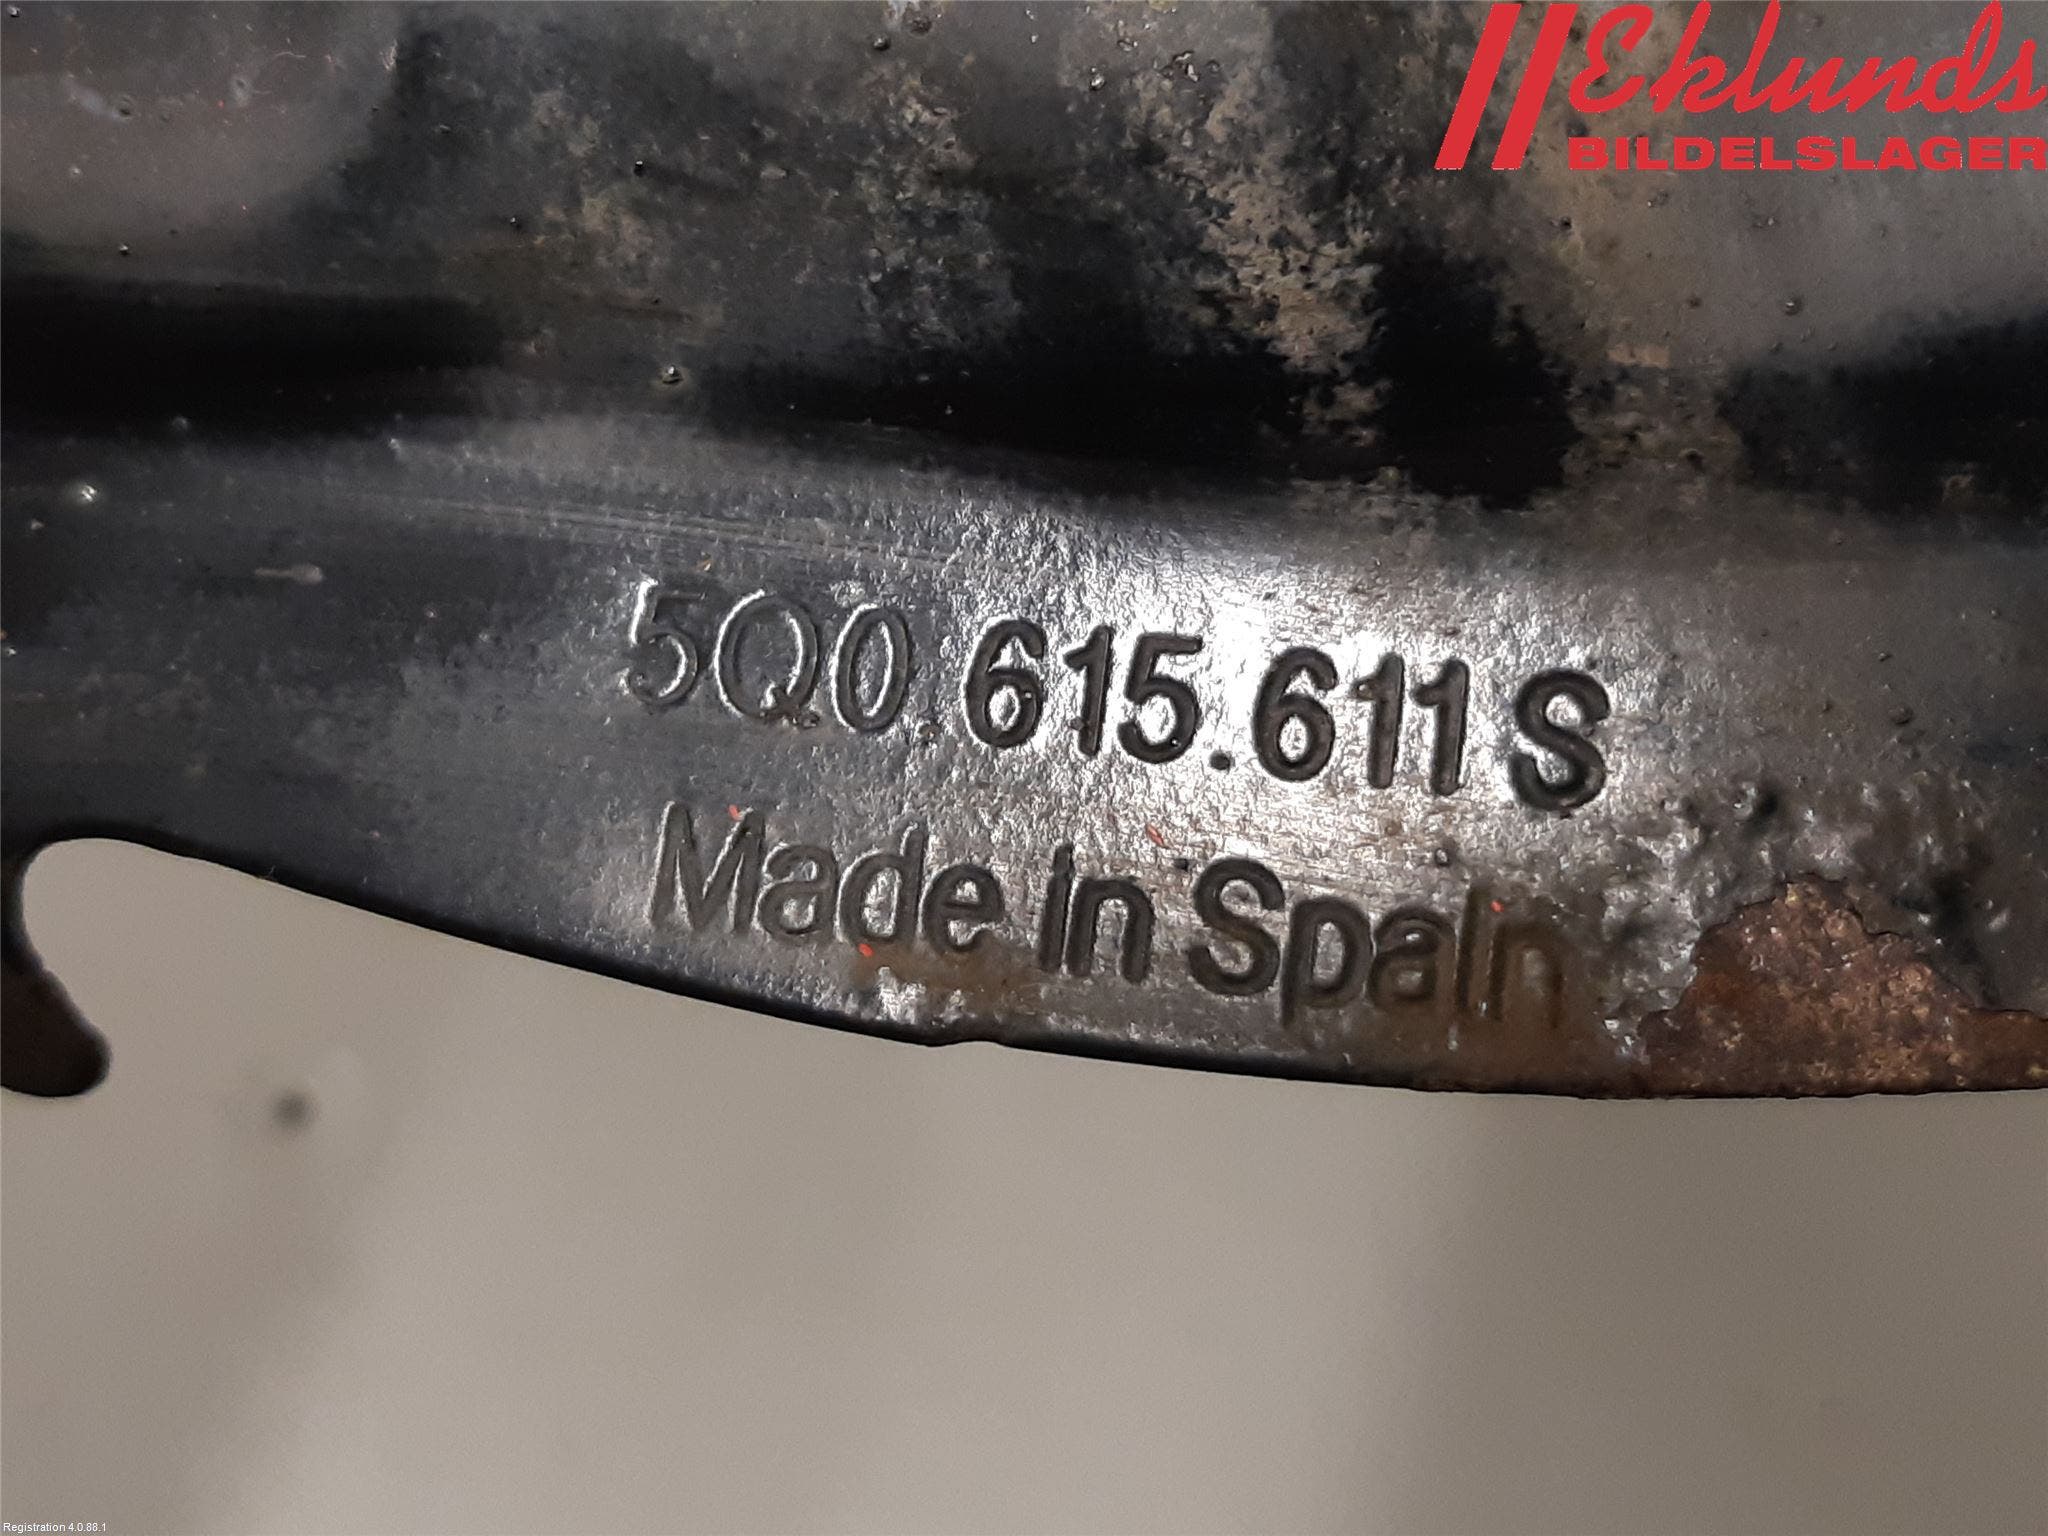 Eklunds
BILDELSLAGER
5Q0.615.611 S
Made in Spain
Registration 4.0.88.1